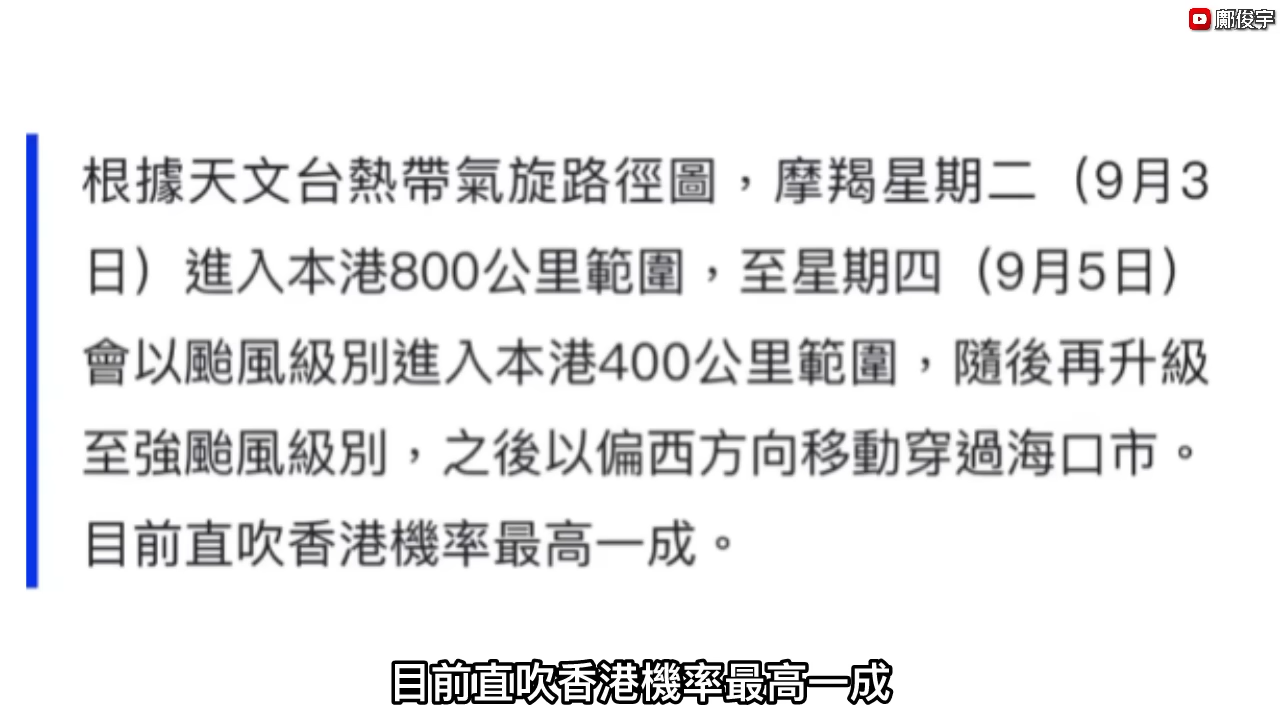 鄺俊宇
根據天文台熱帶氣旋路徑圖，摩羯星期二（9月3
日）進入本港800公里範圍，至星期四（9月5日）
會以颱風級別進入本港400公里範圍，隨後再升級
至強颱風級別，之後以偏西方向移動穿過海口市。
目前直吹香港機率最高一成。
目前直吹香港機率最高一成